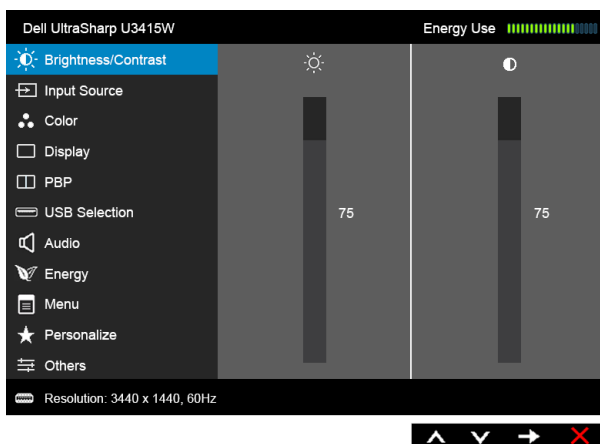 Dell UltraSharp U3415W
Energy Use
Brightness/Contrast
Input Source
Color
Display
PBP
USB Selection
75
75
Audio
Energy
Menu
Personalize
Others
Resolution: 3440 x 1440, 60Hz